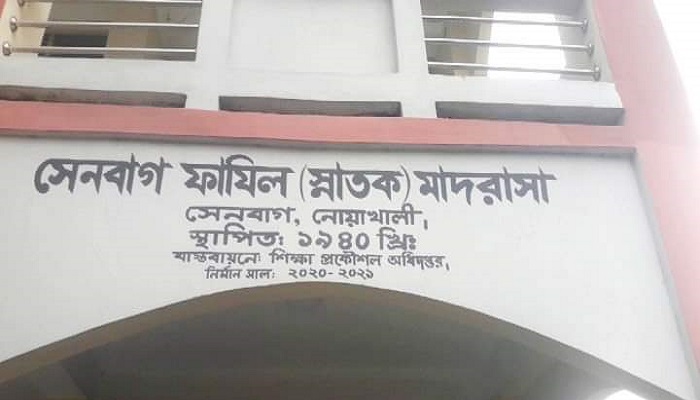 সেনবাগ ফাযিল (স্নাতক) মাদরাসা
সেনবাগ, নোয়াখালী,
স্থাপিত: ১৯৪০ খ্রিঃ
বাস্তবায়নে: শিক্ষা প্রকৌশল অধিদপ্তর,
নির্মান সাল: ২০২০-২০২১